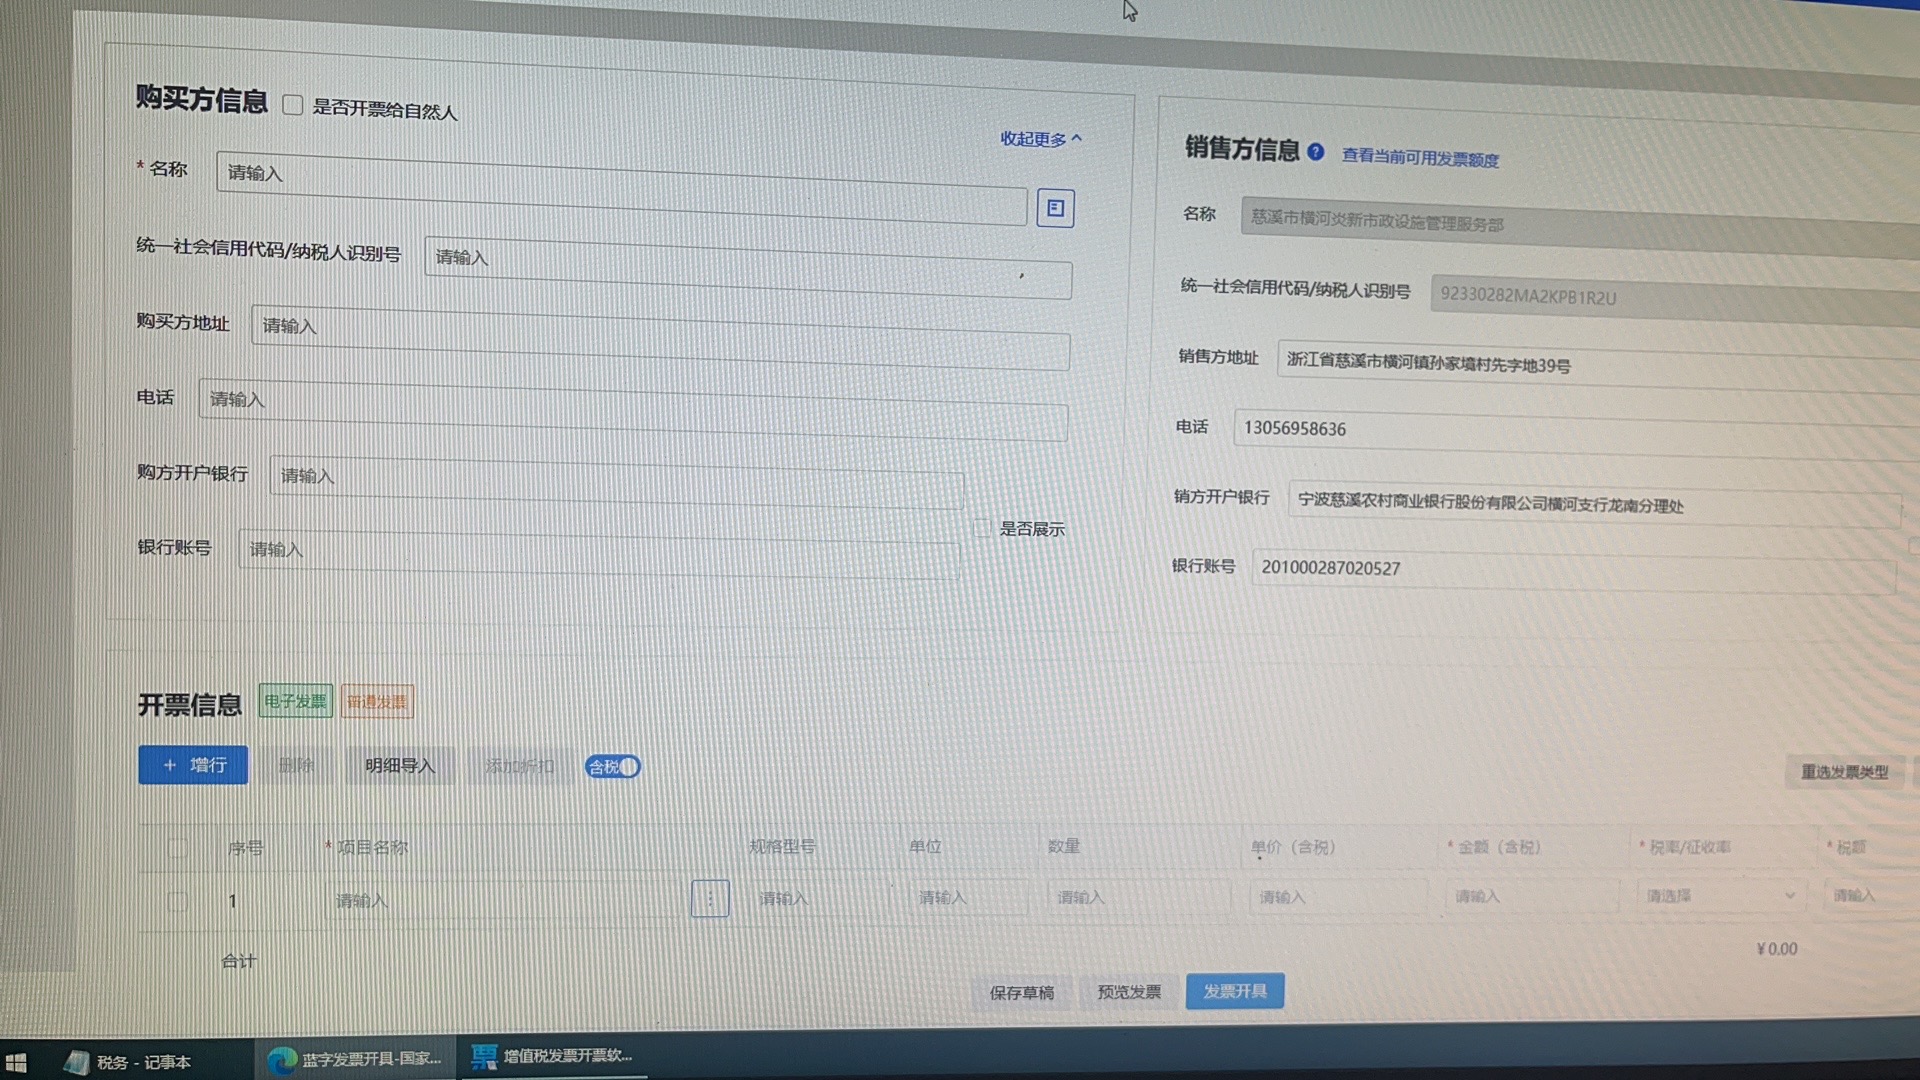 购买方信息 是否开票给自然人
收起更多
* 名称 请输入
统一社会信用代码/纳税人识别号 请输入
购买方地址 请输入
电话 请输入
购方开户银行 请输入
是否展示
银行账号 请输入
销售方信息 ? 查看当前可用发票额度
名称 慈溪市横河炎新市政设施管理服务部
统一社会信用代码/纳税人识别号 92330282MA2KPB1R2U
销售方地址 浙江省慈溪市横河镇孙家境村先字地39号
电话 13056958636
销方开户银行 宁波慈溪农村商业银行股份有限公司横河支行龙南分理处
银行账号 201000287020527
开票信息 电子发票 普通发票
+ 增行 删除 明细导入 添加折扣 含税 重选发票类型
序号 * 项目名称 规格型号 单位 数量 单价（含税） * 金额（含税） * 税率/征收率 * 税额
1 请输入 请输入 请输入 请输入 请输入 请输入 请选择 请输入
合计 ¥0.00
保存草稿 预览发票 发票开具
税务 - 记事本 蓝字发票开具-国家... 增值税发票开票软...